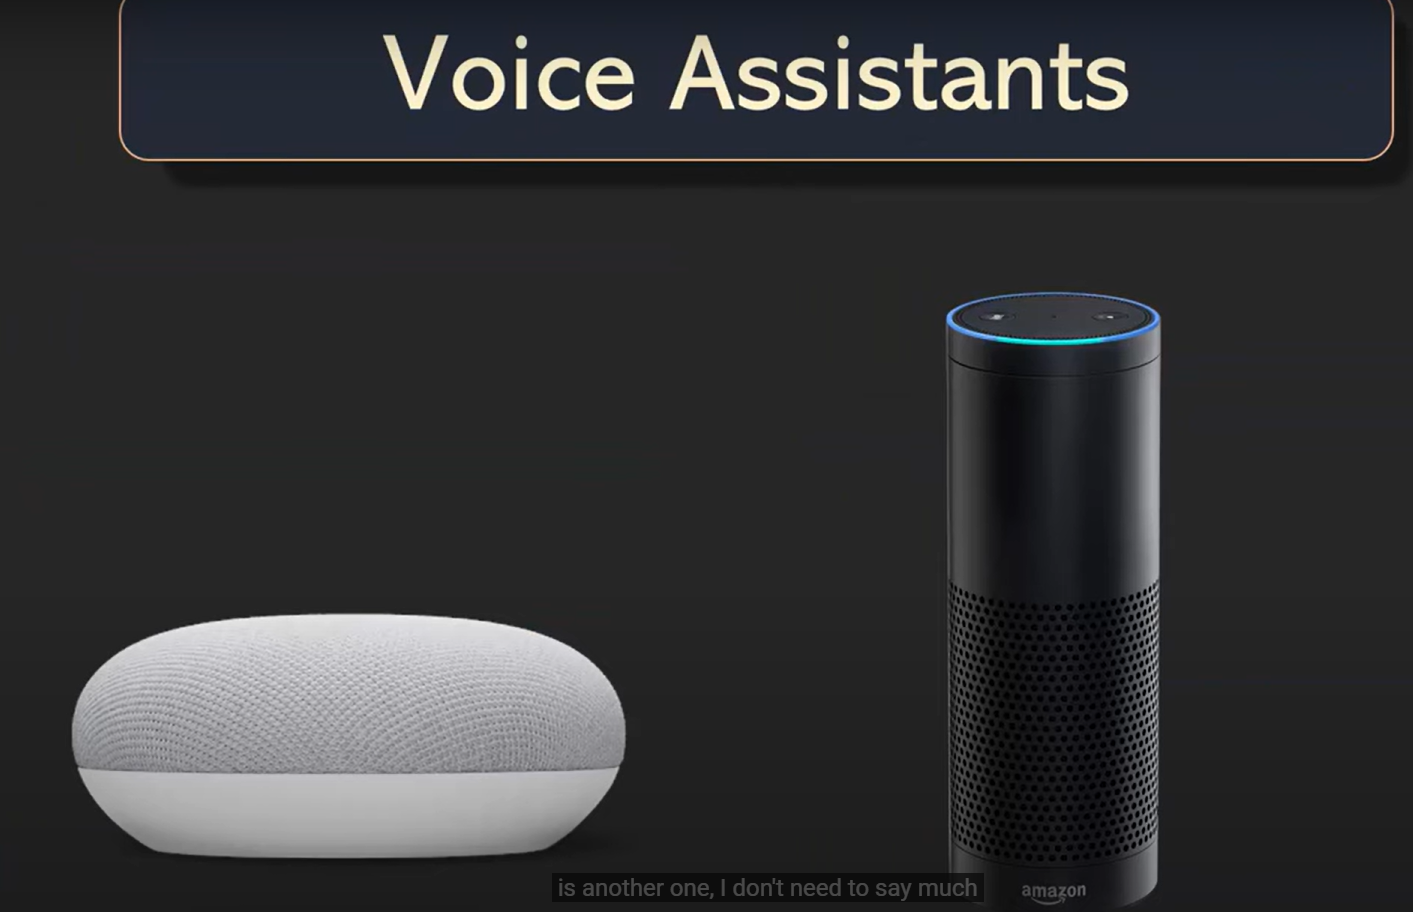 Voice Assistants
is another one, I don't need to say much
amazon